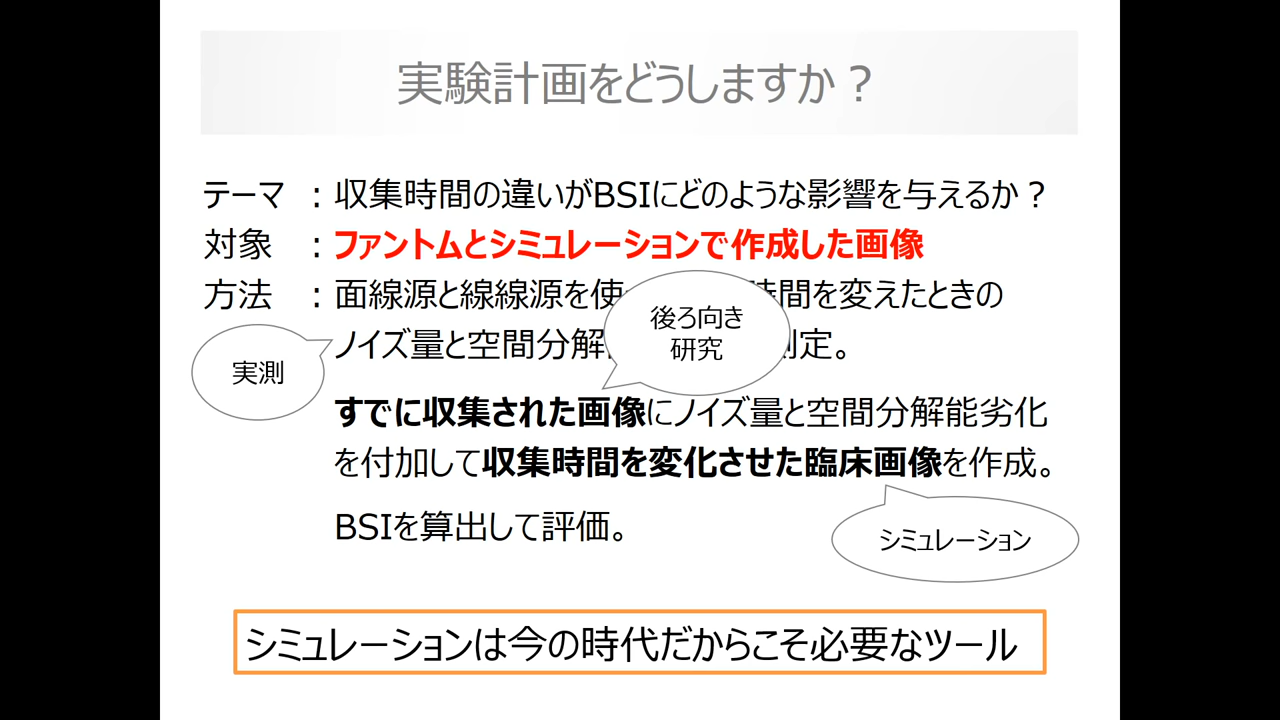 実験計画をどうしますか？
テーマ ：収集時間の違いがBSIにどのような影響を与えるか？
対象 ：ファントムとシミュレーションで作成した画像
方法 ：面線源と線線源を使 時間を変えたときの
ノイズ量と空間分解 測定。
後ろ向き
研究
実測
すでに収集された画像にノイズ量と空間分解能劣化
を付加して収集時間を変化させた臨床画像を作成。
BSIを算出して評価。
シミュレーション
シミュレーションは今の時代だからこそ必要なツール